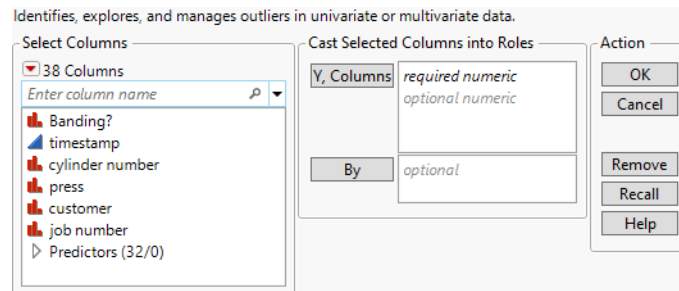 Identifies, explores, and manages outliers in univariate or multivariate data.
Select Columns
38 Columns
Enter column name
Banding?
timestamp
cylinder number
press
customer
job number
Predictors (32/0)
Cast Selected Columns into Roles
Y, Columns
required numeric
optional numeric
By
optional
Action
OK
Cancel
Remove
Recall
Help